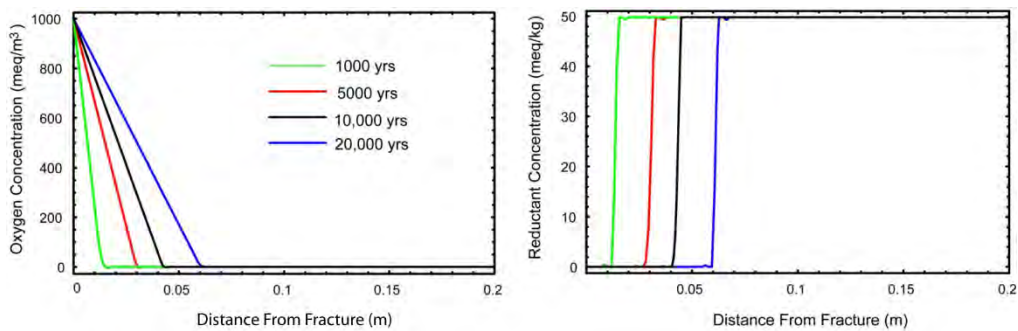 Oxygen Concentration (meq/m³)
1000
800
600
400
200
0
1000 yrs
5000 yrs
10,000 yrs
20,000 yrs
0
0.05
0.1
0.15
0.2
Distance From Fracture (m)
Reductant Concentration (meq/kg)
50
40
30
20
10
0
0.05
0.1
0.15
0.2
Distance From Fracture (m)